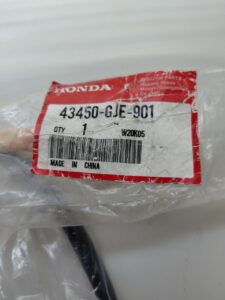 HONDA
43450-GJE-901
QTY 1 W20K05
MADE IN CHINA